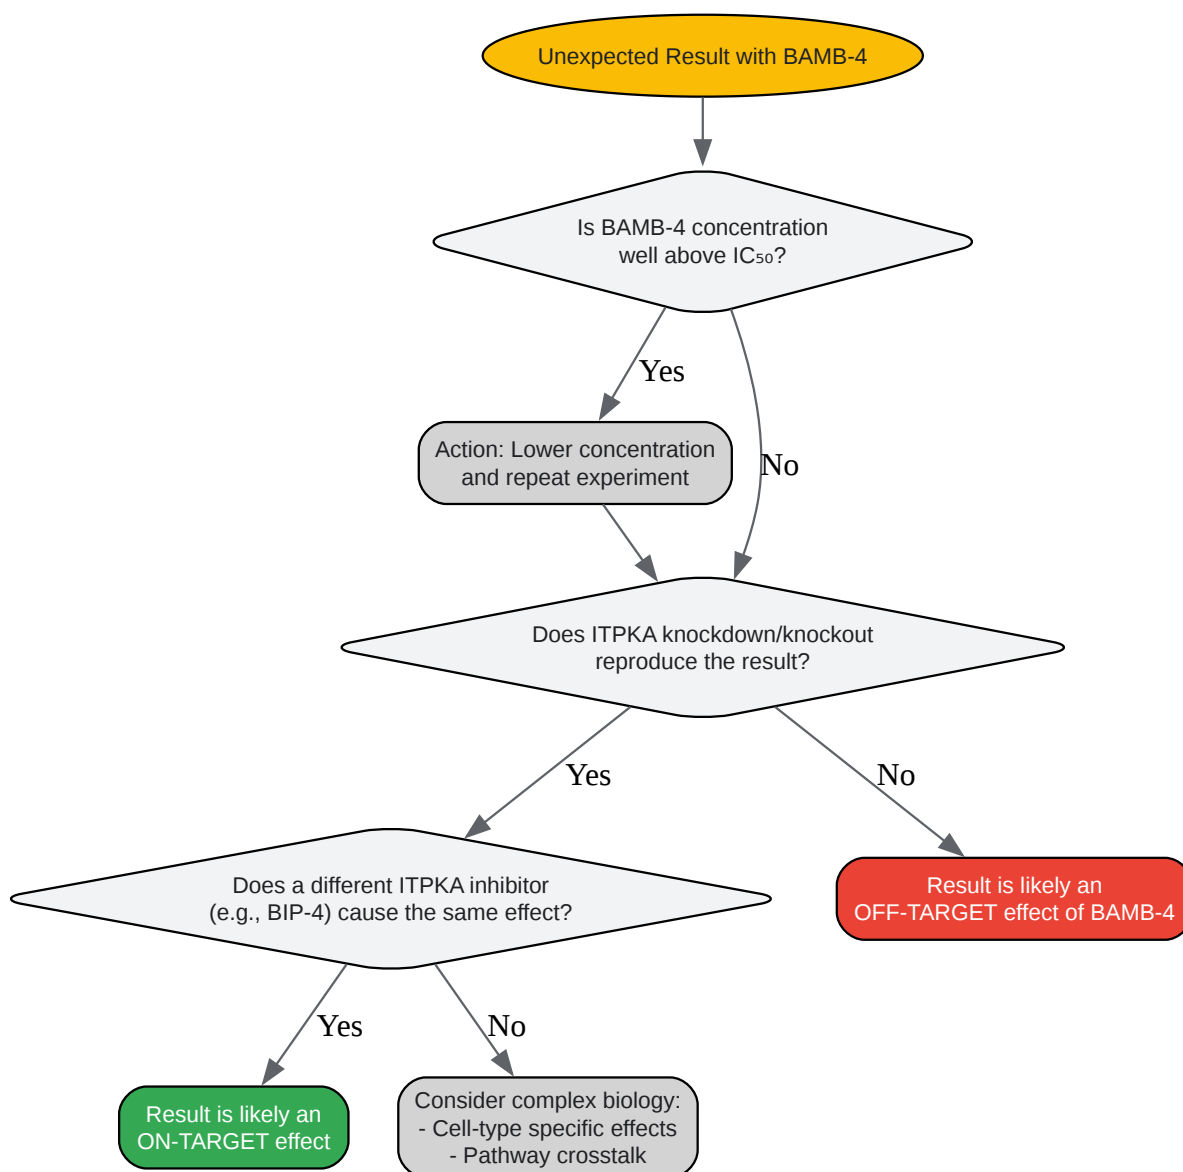 Unexpected Result with BAMB-4
Is BAMB-4 concentration
well above IC₅₀?
Yes
No
Action: Lower concentration
and repeat experiment
Does ITPKA knockdown/knockout
reproduce the result?
Yes
No
Does a different ITPKA inhibitor
(e.g., BIP-4) cause the same effect?
Result is likely an
OFF-TARGET effect of BAMB-4
Yes
No
Result is likely an
ON-TARGET effect
Consider complex biology:
- Cell-type specific effects
- Pathway crosstalk